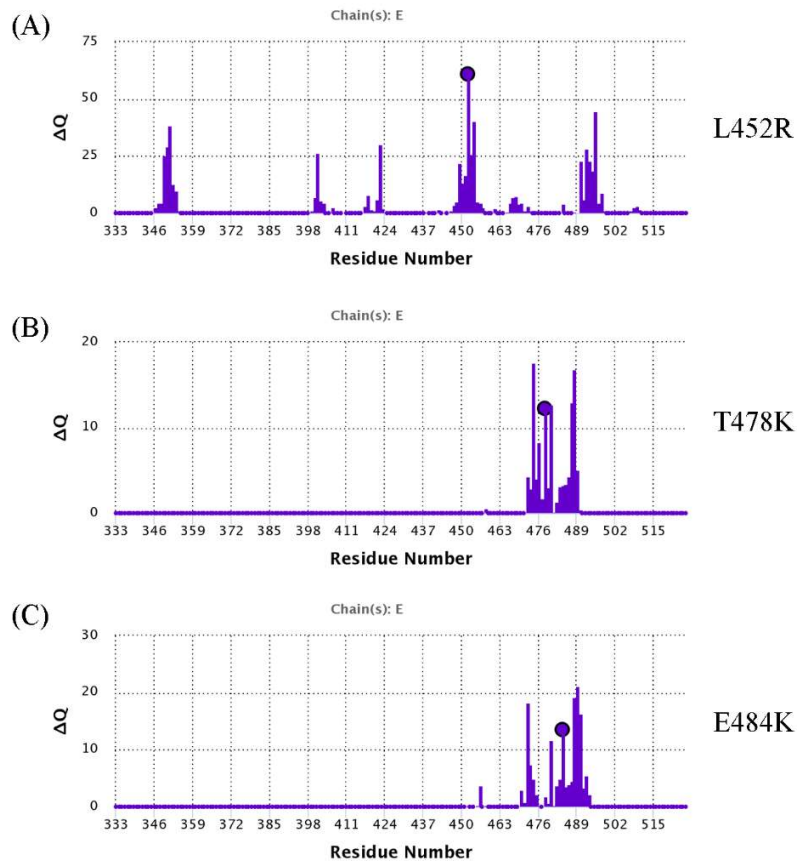 (A)
Chain(s): E
75
50
25
0
ΔQ
333 346 359 372 385 398 411 424 437 450 463 476 489 502 515
Residue Number
L452R
(B)
Chain(s): E
20
10
0
ΔQ
333 346 359 372 385 398 411 424 437 450 463 476 489 502 515
Residue Number
T478K
(C)
Chain(s): E
30
20
10
0
ΔQ
333 346 359 372 385 398 411 424 437 450 463 476 489 502 515
Residue Number
E484K